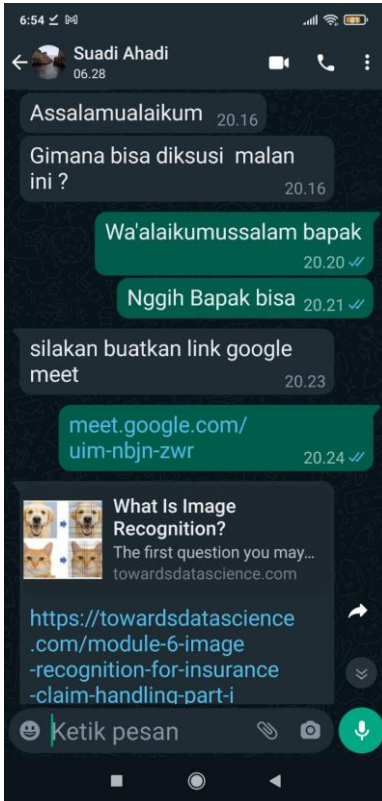 6:54
Suadi Ahadi
06.28
Assalamualaikum 20.16
Gimana bisa diksusi malan
ini ?
20.16
Wa'alaikumussalam bapak
20.20
Nggih Bapak bisa 20.21
silakan buatkan link google
meet
20.23
meet.google.com/
uim-nbjn-zwr
20.24
What Is Image
Recognition?
The first question you may...
towardsdatascience.com
https://towardsdatascience
.com/module-6-image
-recognition-for-insurance
-claim-handling-part-i
Ketik pesan